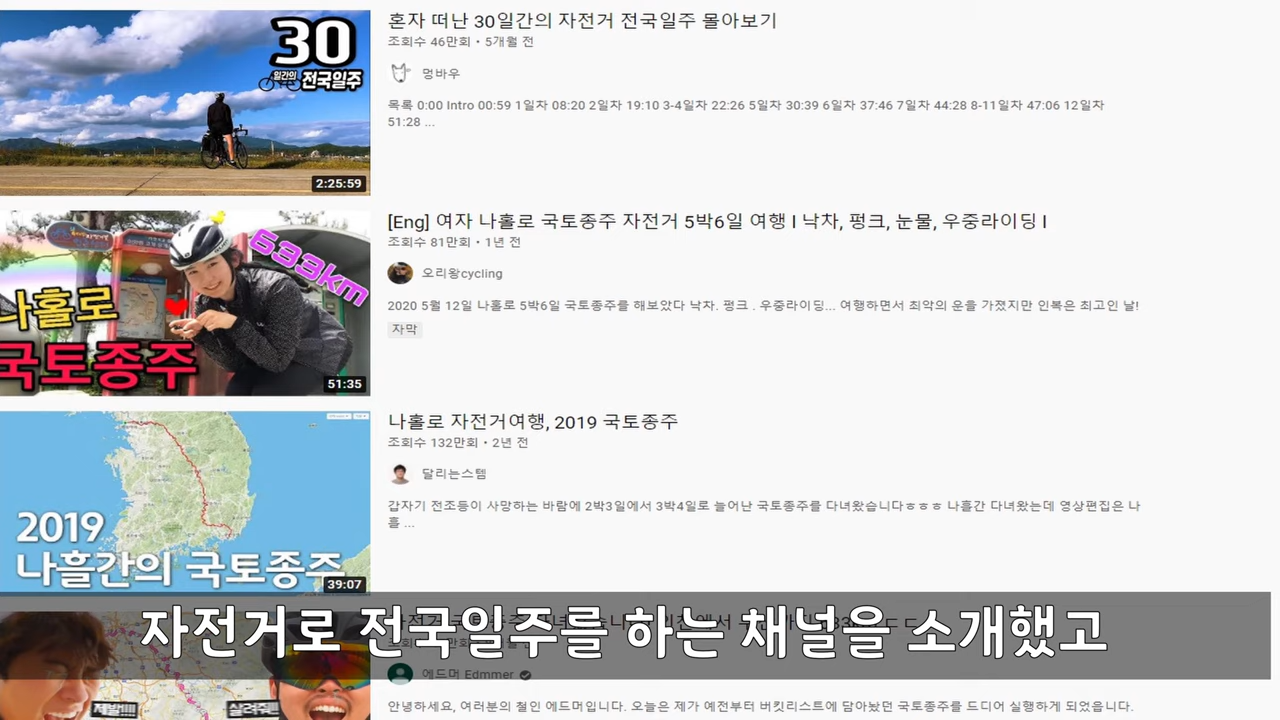 30
일간의 전국일주
2:25:59
혼자 떠난 30일간의 자전거 전국일주 몰아보기
조회수 46만회 • 5개월 전
멍바우
목록 0:00 Intro 00:59 1일차 08:20 2일차 19:10 3-4일차 22:26 5일차 30:39 6일차 37:46 7일차 44:28 8-11일차 47:06 12일차
51:28 ...
633km
나홀로
국토종주
51:35
[Eng] 여자 나홀로 국토종주 자전거 5박6일 여행 I 낙차, 펑크, 눈물, 우중라이딩 I
조회수 81만회 • 1년 전
오리왕cycling
2020 5월 12일 나홀로 5박6일 국토종주를 해보았다 낙차. 펑크 . 우중라이딩... 여행하면서 최악의 운을 가졌지만 인복은 최고인 날!
자막
2019
나흘간의 국토종주
39:07
나홀로 자전거여행, 2019 국토종주
조회수 132만회 • 2년 전
달리는스템
갑자기 전조등이 사망하는 바람에 2박3일에서 3박4일로 늘어난 국토종주를 다녀왔습니다ㅎㅎㅎ 나흘간 다녀왔는데 영상편집은 나
흘 ...
자전거로 전국일주를 하는 채널을 소개했고
에드머 Edmmer
제발!!!!
살려주!!
안녕하세요, 여러분의 철인 에드머입니다. 오늘은 제가 예전부터 버킷리스트에 담아놨던 국토종주를 드디어 실행하게 되었읍니다.